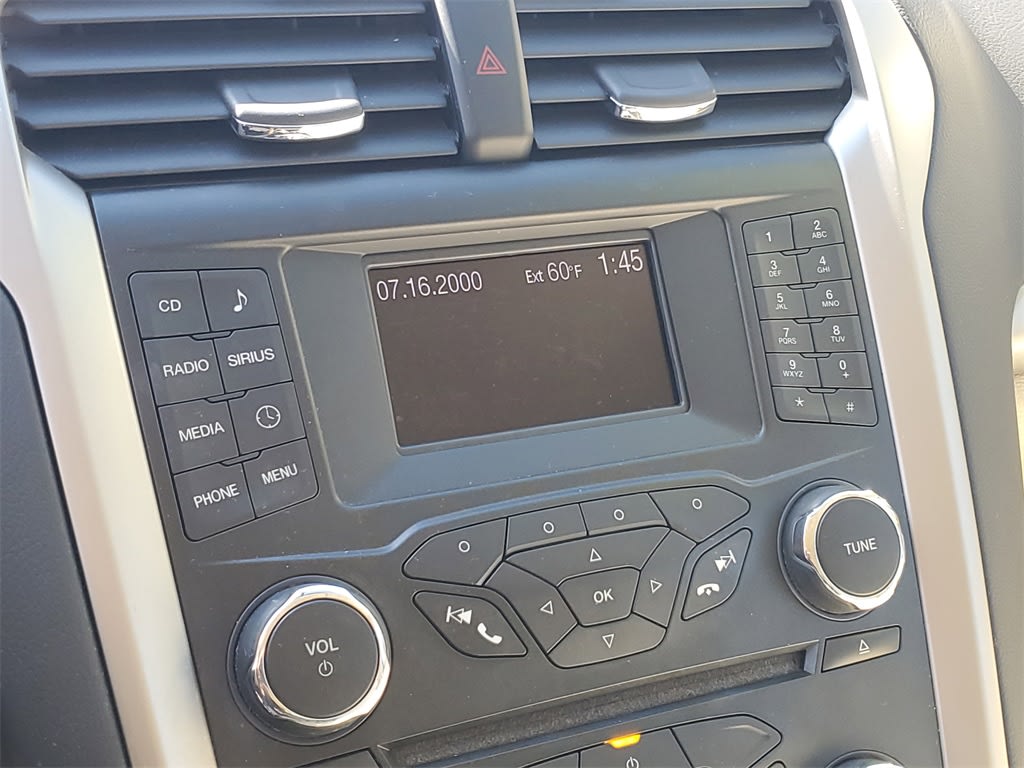 07.16.2000 Ext 60°F 1:45
CD
RADIO SIRIUS
MEDIA
PHONE MENU
1 2 ABC
3 DEF 4 GHI
5 JKL 6 MNO
7 PQRS 8 TUV
9 WXYZ 0 +
* #
OK
VOL
TUNE